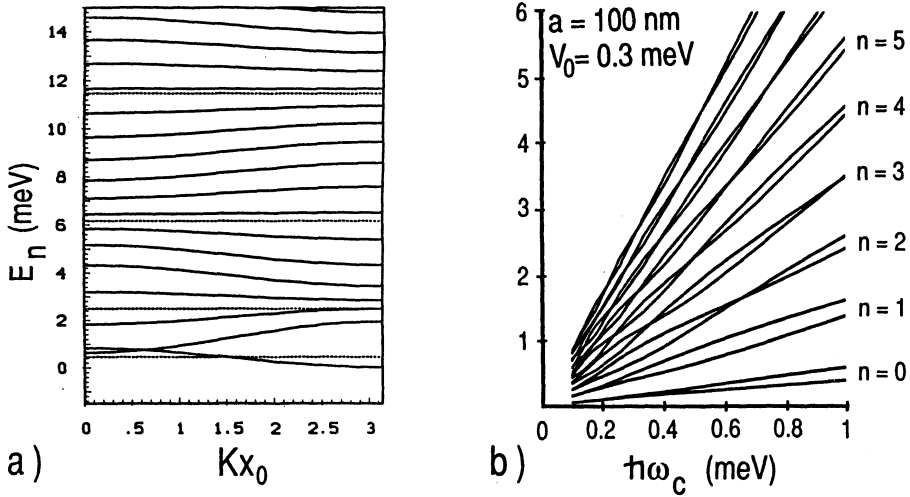 14
12
10
8
6
4
2
0
E_n (meV)
0 .5 1 1.5 2 2.5 3
Kx_0
a)
6
5
4
3
2
1
a = 100 nm
V_0= 0.3 meV
n = 5
n = 4
n = 3
n = 2
n = 1
n = 0
0 0.2 0.4 0.6 0.8 1
ħω_c (meV)
b)